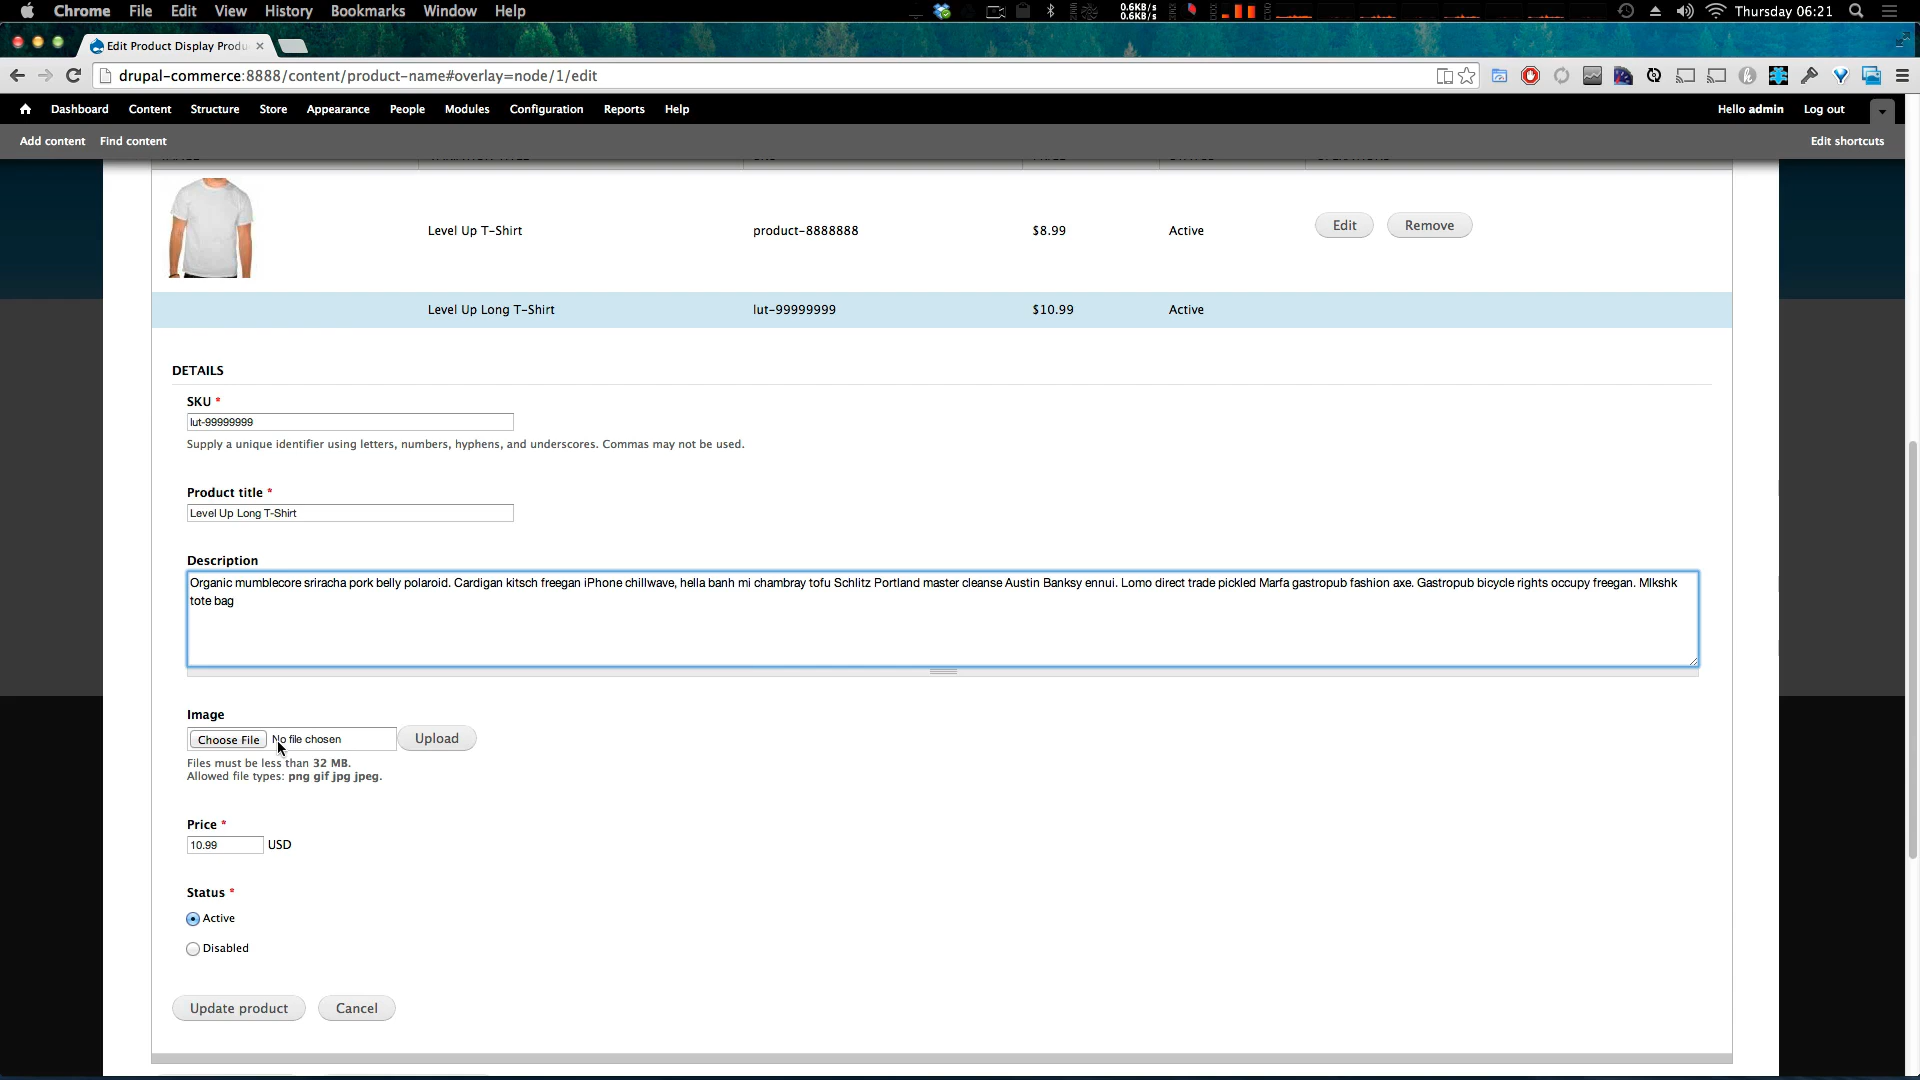 Chrome File Edit View History Bookmarks Window Help
0.6KB/s
0.6KB/s
Thursday 06:21
Edit Product Display Produ
drupal-commerce:8888/content/product-name#overlay=node/1/edit
Dashboard Content Structure Store Appearance People Modules Configuration Reports Help
Hello admin Log out
Add content Find content
Edit shortcuts
Level Up T-Shirt product-8888888 $8.99 Active Edit Remove
Level Up Long T-Shirt lut-99999999 $10.99 Active
DETAILS
SKU *
lut-99999999
Supply a unique identifier using letters, numbers, hyphens, and underscores. Commas may not be used.
Product title *
Level Up Long T-Shirt
Description
Organic mumblecore sriracha pork belly polaroid. Cardigan kitsch freegan iPhone chillwave, hella banh mi chambray tofu Schlitz Portland master cleanse Austin Banksy ennui. Lomo direct trade pickled Marfa gastropub fashion axe. Gastropub bicycle rights occupy freegan. Mlkshk
tote bag
Image
Choose File No file chosen Upload
Files must be less than 32 MB.
Allowed file types: png gif jpg jpeg.
Price *
10.99 USD
Status *
Active
Disabled
Update product Cancel